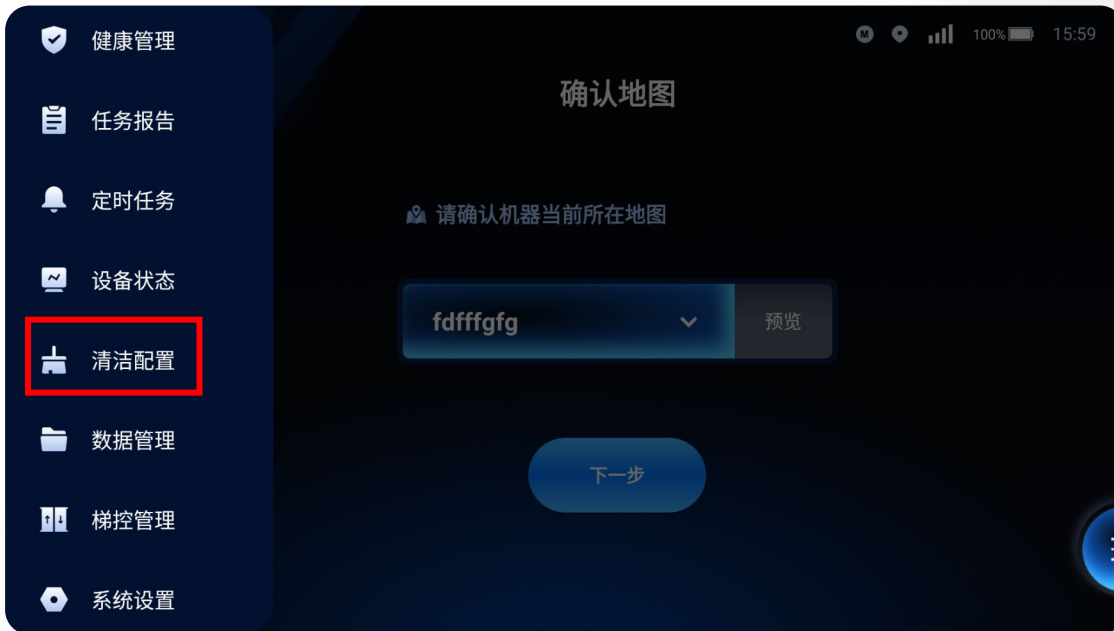 健康管理
任务报告
定时任务
设备状态
清洁配置
数据管理
梯控管理
系统设置
M 100% 15:59
确认地图
请确认机器当前所在地图
fdfffgfg 预览
下一步